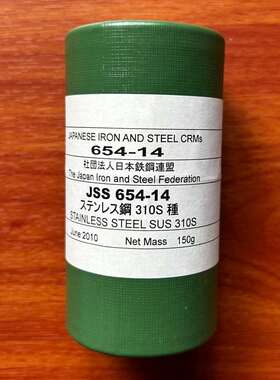 JAPANESE IRON AND STEEL CRMs
654-14
社団法人日本鉄鋼連盟
The Japan Iron and Steel Federation
JSS 654-14
ステンレス鋼 310S 種
STAINLESS STEEL SUS 310S
June 2010 Net Mass 150g